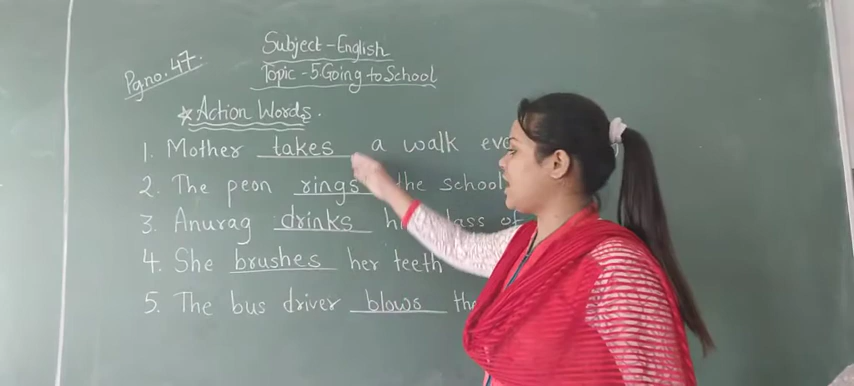 Pg no. 47.
Subject - English
Topic - 5. Going to School
*Action Words.
1. Mother takes a walk
2. The peon rings the school
3. Anurag drinks of
4. She brushes her teeth
5. The bus driver blows